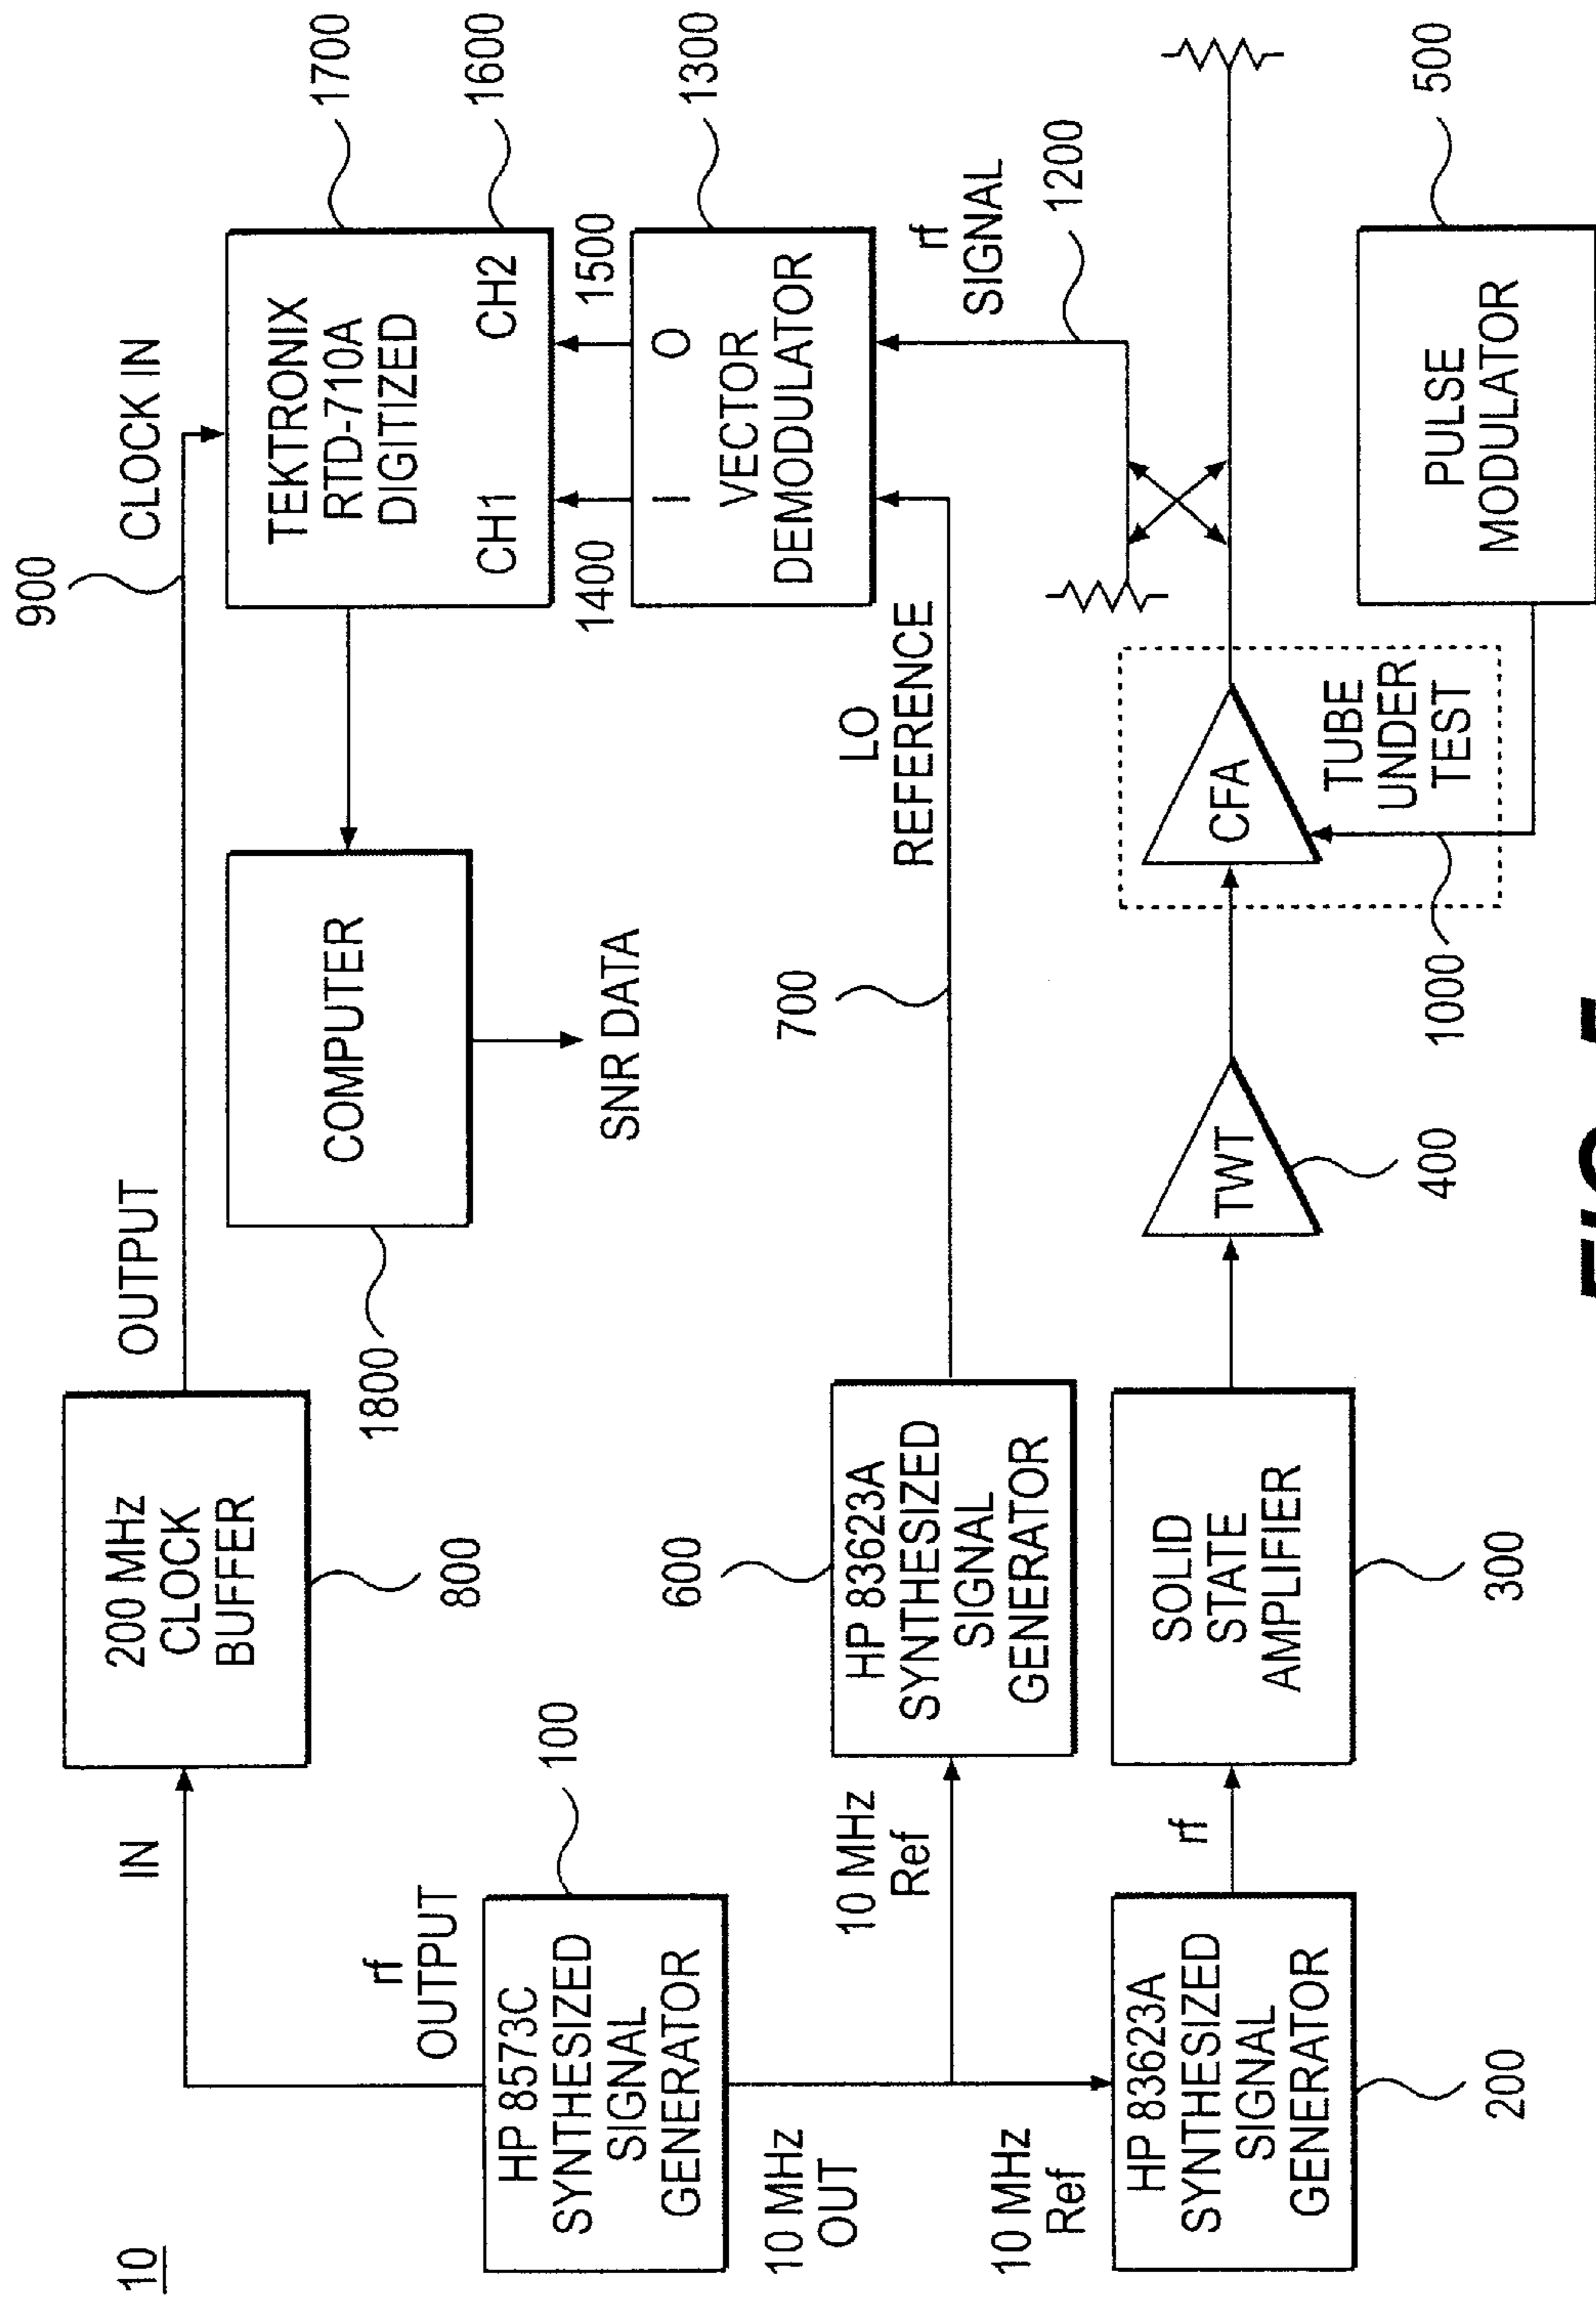 10
IN
200 MHz
CLOCK
BUFFER
800
OUTPUT
900
CLOCK IN
rf
OUTPUT
HP 8573C
SYNTHESIZED
SIGNAL
GENERATOR
100
10 MHz
OUT
COMPUTER
1800
SNR DATA
TEKTRONIX
RTD-710A
DIGITIZED
CH1
CH2
1700
1600
1400
1500
I
O
VECTOR
DEMODULATOR
1300
10 MHz
Ref
HP 83623A
SYNTHESIZED
SIGNAL
GENERATOR
600
700
LO
REFERENCE
rf
SIGNAL
1200
10 MHz
Ref
HP 83623A
SYNTHESIZED
SIGNAL
GENERATOR
200
rf
SOLID
STATE
AMPLIFIER
300
TWT
400
CFA
TUBE
UNDER
TEST
1000
PULSE
MODULATOR
500